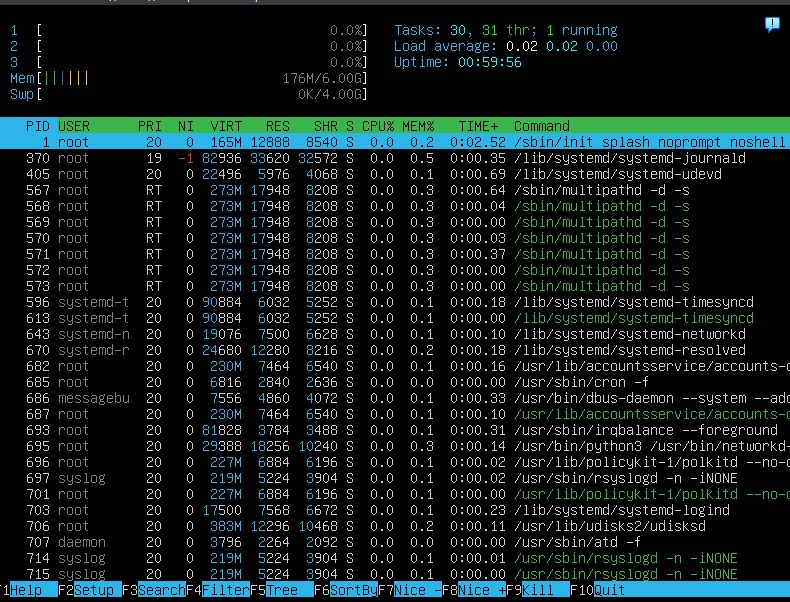 1 [ 0.0%] Tasks: 30, 31 thr; 1 running
2 [ 0.0%] Load average: 0.02 0.02 0.00
3 [ 0.0%] Uptime: 00:59:56
Mem[|||||| 176M/6.00G]
Swp[ 0K/4.00G]
PID USER PRI NI VIRT RES SHR S CPU% MEM% TIME+ Command
1 root 20 0 165M 12888 8540 S 0.0 0.2 0:02.52 /sbin/init splash noprompt noshell
370 root 19 -1 82936 33620 32572 S 0.0 0.5 0:00.35 /lib/systemd/systemd-journald
405 root 20 0 22496 5976 4068 S 0.0 0.1 0:00.69 /lib/systemd/systemd-udevd
567 root RT 0 273M 17948 8208 S 0.0 0.3 0:00.64 /sbin/multipathd -d -s
568 root RT 0 273M 17948 8208 S 0.0 0.3 0:00.04 /sbin/multipathd -d -s
569 root RT 0 273M 17948 8208 S 0.0 0.3 0:00.00 /sbin/multipathd -d -s
570 root RT 0 273M 17948 8208 S 0.0 0.3 0:00.03 /sbin/multipathd -d -s
571 root RT 0 273M 17948 8208 S 0.0 0.3 0:00.37 /sbin/multipathd -d -s
572 root RT 0 273M 17948 8208 S 0.0 0.3 0:00.00 /sbin/multipathd -d -s
573 root RT 0 273M 17948 8208 S 0.0 0.3 0:00.00 /sbin/multipathd -d -s
596 systemd-t 20 0 90884 6032 5252 S 0.0 0.1 0:00.18 /lib/systemd/systemd-timesyncd
613 systemd-t 20 0 90884 6032 5252 S 0.0 0.1 0:00.00 /lib/systemd/systemd-timesyncd
643 systemd-n 20 0 19076 7500 6628 S 0.0 0.1 0:00.10 /lib/systemd/systemd-networkd
670 systemd-r 20 0 24680 12280 8216 S 0.0 0.2 0:00.18 /lib/systemd/systemd-resolved
682 root 20 0 230M 7464 6540 S 0.0 0.1 0:00.16 /usr/lib/accountsservice/accounts-
685 root 20 0 6816 2840 2636 S 0.0 0.0 0:00.00 /usr/sbin/cron -f
686 messagebu 20 0 7556 4860 4072 S 0.0 0.1 0:00.33 /usr/bin/dbus-daemon --system --add
687 root 20 0 230M 7464 6540 S 0.0 0.1 0:00.10 /usr/lib/accountsservice/accounts-
693 root 20 0 81828 3784 3488 S 0.0 0.1 0:00.31 /usr/sbin/irqbalance --foreground
695 root 20 0 29388 18256 10240 S 0.0 0.3 0:00.14 /usr/bin/python3 /usr/bin/networkd-
696 root 20 0 227M 6884 6196 S 0.0 0.1 0:00.02 /usr/lib/policykit-1/polkitd --no-
697 syslog 20 0 219M 5224 3904 S 0.0 0.1 0:00.02 /usr/sbin/rsyslogd -n -iNONE
701 root 20 0 227M 6884 6196 S 0.0 0.1 0:00.00 /usr/lib/policykit-1/polkitd --no-
703 root 20 0 17500 7568 6672 S 0.0 0.1 0:00.23 /lib/systemd/systemd-logind
706 root 20 0 383M 12296 10468 S 0.0 0.2 0:00.11 /usr/lib/udisks2/udisksd
707 daemon 20 0 3796 2264 2092 S 0.0 0.0 0:00.00 /usr/sbin/atd -f
714 syslog 20 0 219M 5224 3904 S 0.0 0.1 0:00.01 /usr/sbin/rsyslogd -n -iNONE
715 syslog 20 0 219M 5224 3904 S 0.0 0.1 0:00.00 /usr/sbin/rsyslogd -n -iNONE
F1Help F2Setup F3SearchF4FilterF5Tree F6SortByF7Nice -F8Nice +F9Kill F10Quit